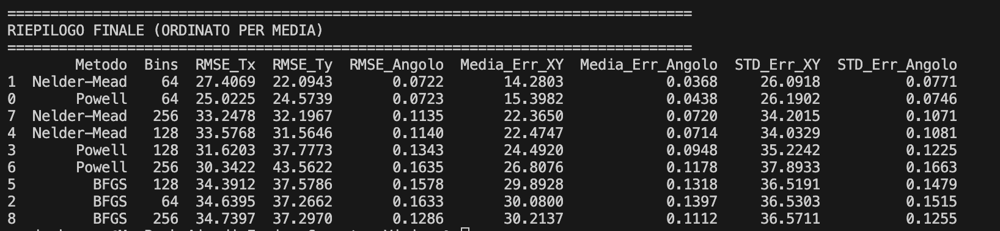 ================================================================================
RIEPILOGO FINALE (ORDINATO PER MEDIA)
================================================================================
Metodo Bins RMSE_Tx RMSE_Ty RMSE_Angolo Media_Err_XY Media_Err_Angolo STD_Err_XY STD_Err_Angolo
1 Nelder-Mead 64 27.4069 22.0943 0.0722 14.2803 0.0368 26.0918 0.0771
0 Powell 64 25.0225 24.5739 0.0723 15.3982 0.0438 26.1902 0.0746
7 Nelder-Mead 256 33.2478 32.1967 0.1135 22.3650 0.0720 34.2015 0.1071
4 Nelder-Mead 128 33.5768 31.5646 0.1140 22.4747 0.0714 34.0329 0.1081
3 Powell 128 31.6203 37.7773 0.1343 24.4920 0.0948 35.2242 0.1225
6 Powell 256 30.3422 43.5622 0.1635 26.8076 0.1178 37.8933 0.1663
5 BFGS 128 34.3912 37.5786 0.1578 29.8928 0.1318 36.5191 0.1479
2 BFGS 64 34.6395 37.2662 0.1633 30.0800 0.1397 36.5303 0.1515
8 BFGS 256 34.7397 37.2970 0.1286 30.2137 0.1112 36.5711 0.1255